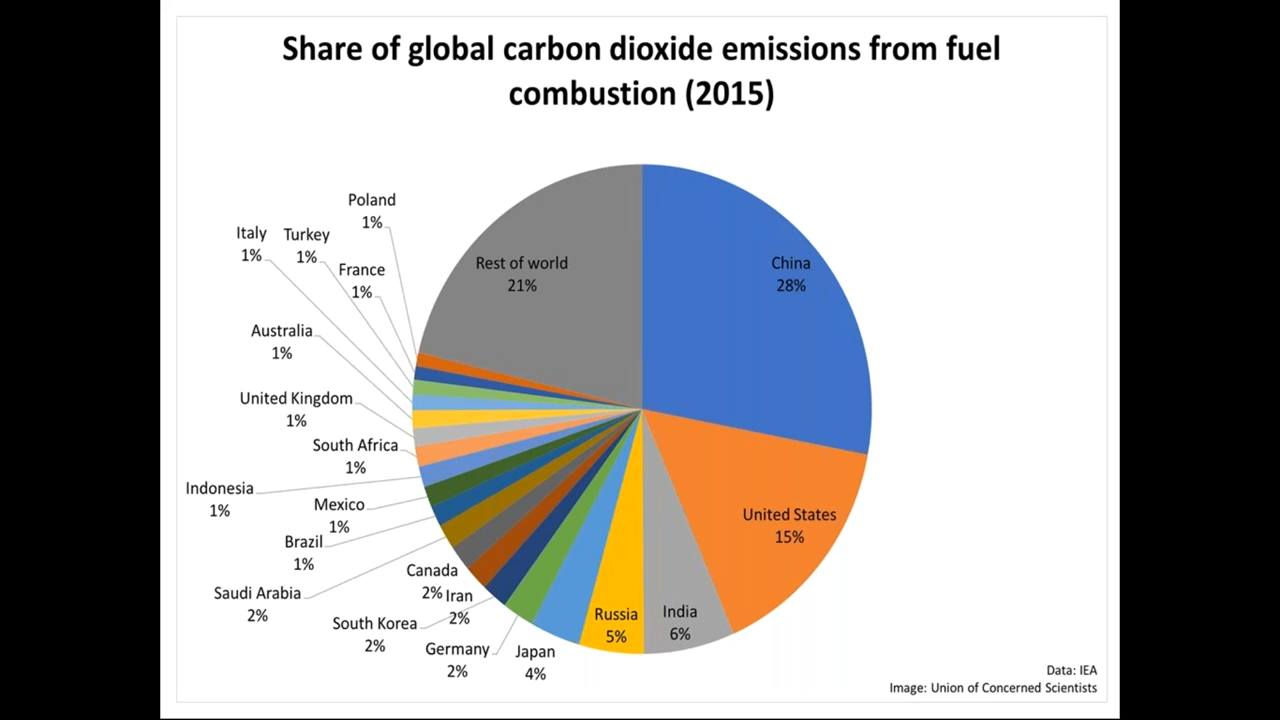 Share of global carbon dioxide emissions from fuel
combustion (2015)
Poland
1%
Italy
1%
Turkey
1%
France
1%
Rest of world
21%
China
28%
Australia
1%
United Kingdom
1%
South Africa
1%
Indonesia
1%
Mexico
1%
Brazil
1%
United States
15%
Saudi Arabia
2%
Canada
2%
Iran
2%
South Korea
2%
Germany
2%
Japan
4%
Russia
5%
India
6%
Data: IEA
Image: Union of Concerned Scientists